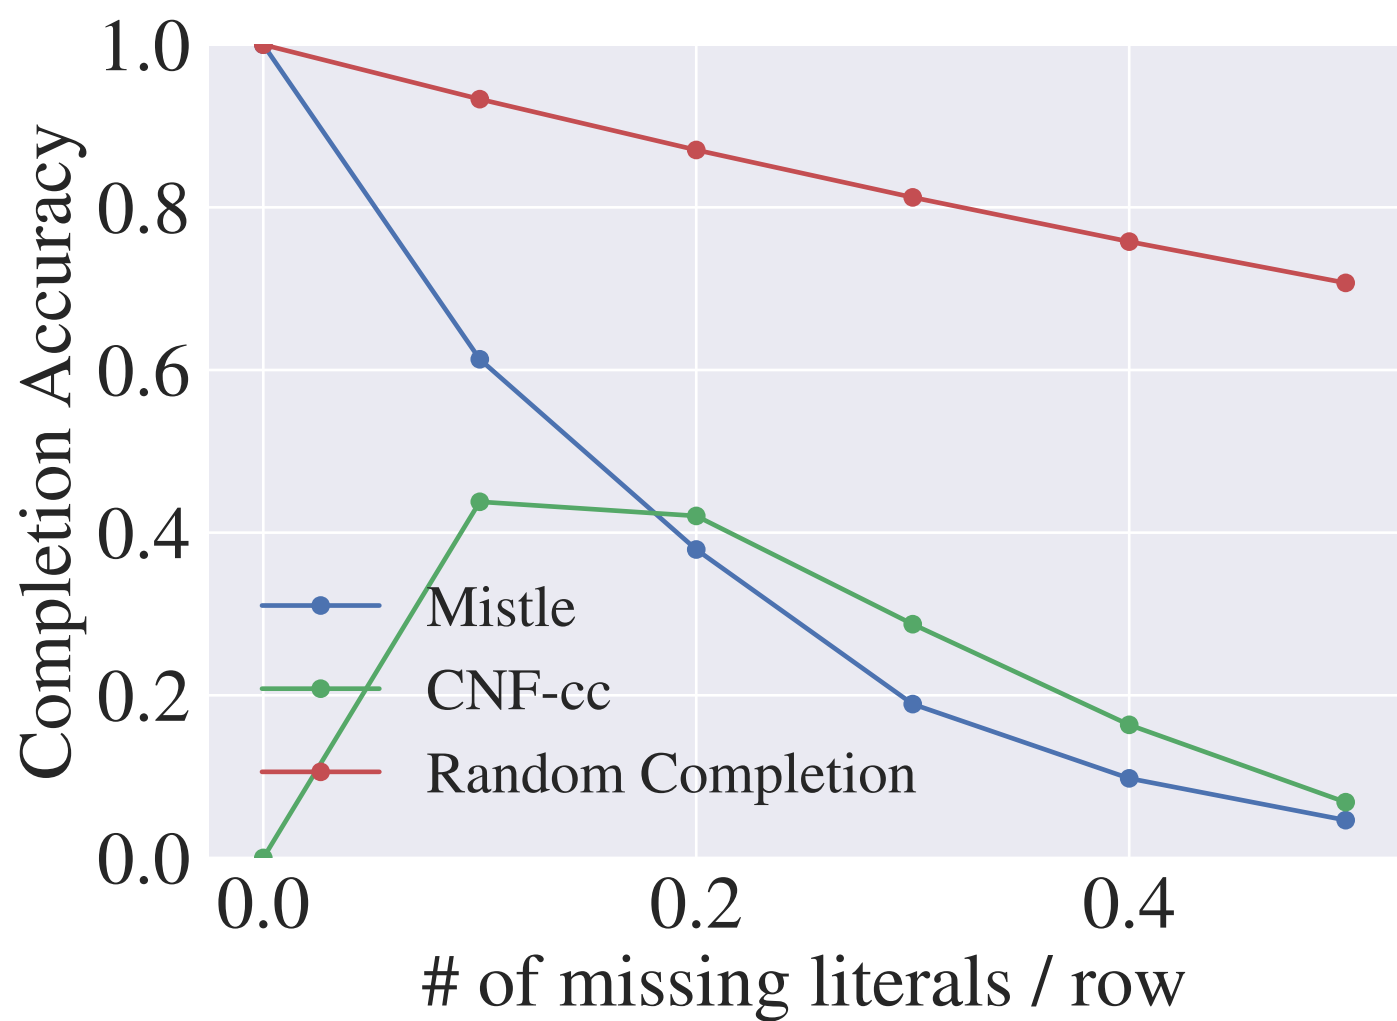 Completion Accuracy
1.0
0.8
0.6
0.4
0.2
0.0
Mistle
CNF-cc
Random Completion
0.0 0.2 0.4
# of missing literals / row